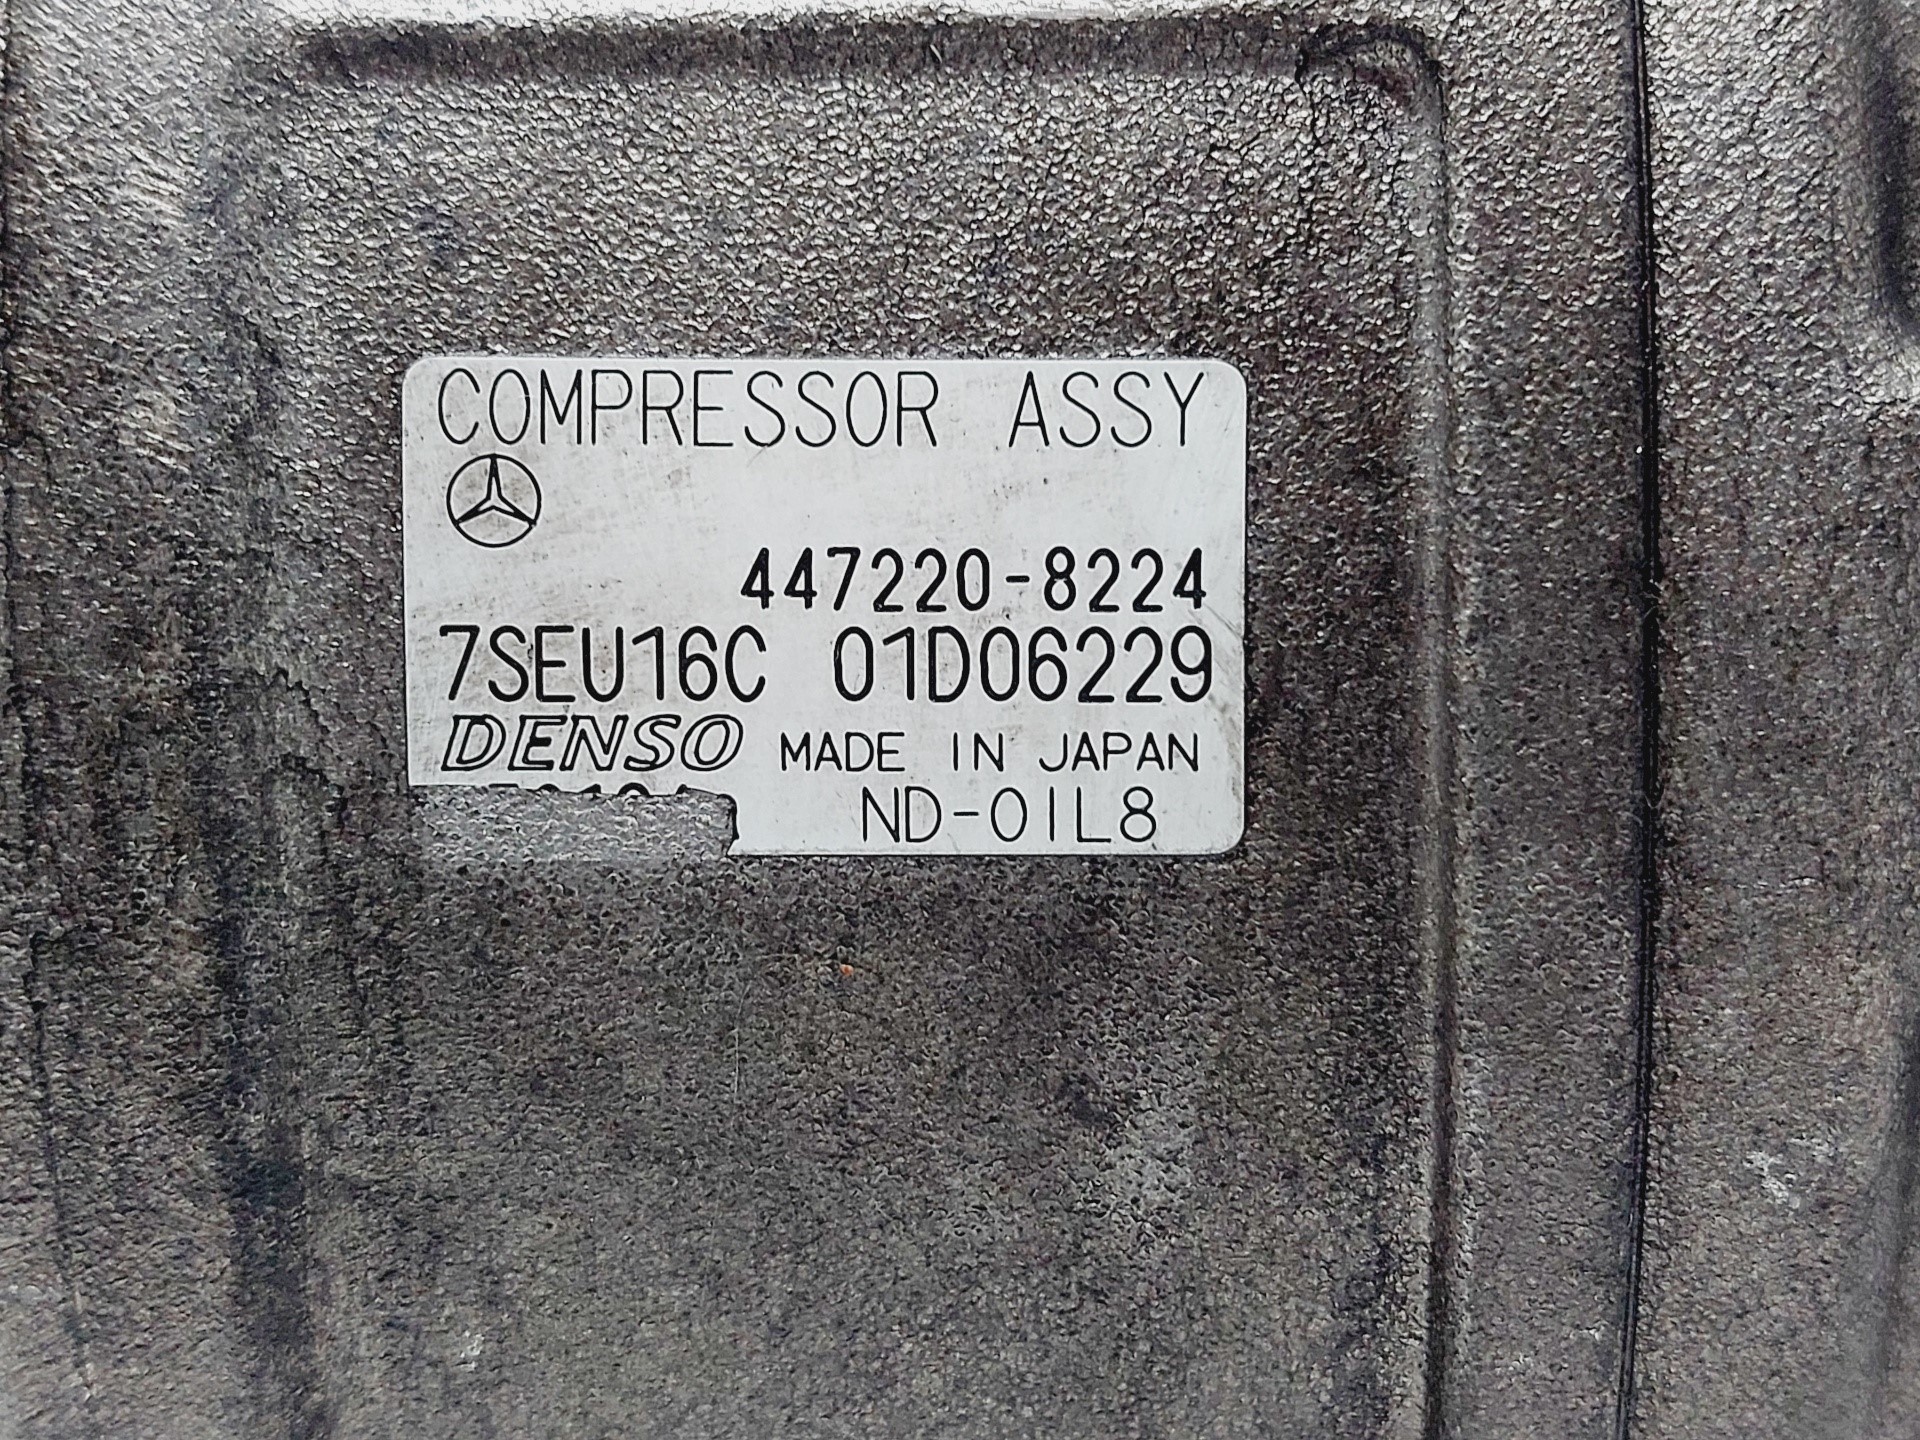 COMPRESSOR ASSY
447220-8224
7SEU16C 01D06229
DENSO MADE IN JAPAN
ND-OIL8